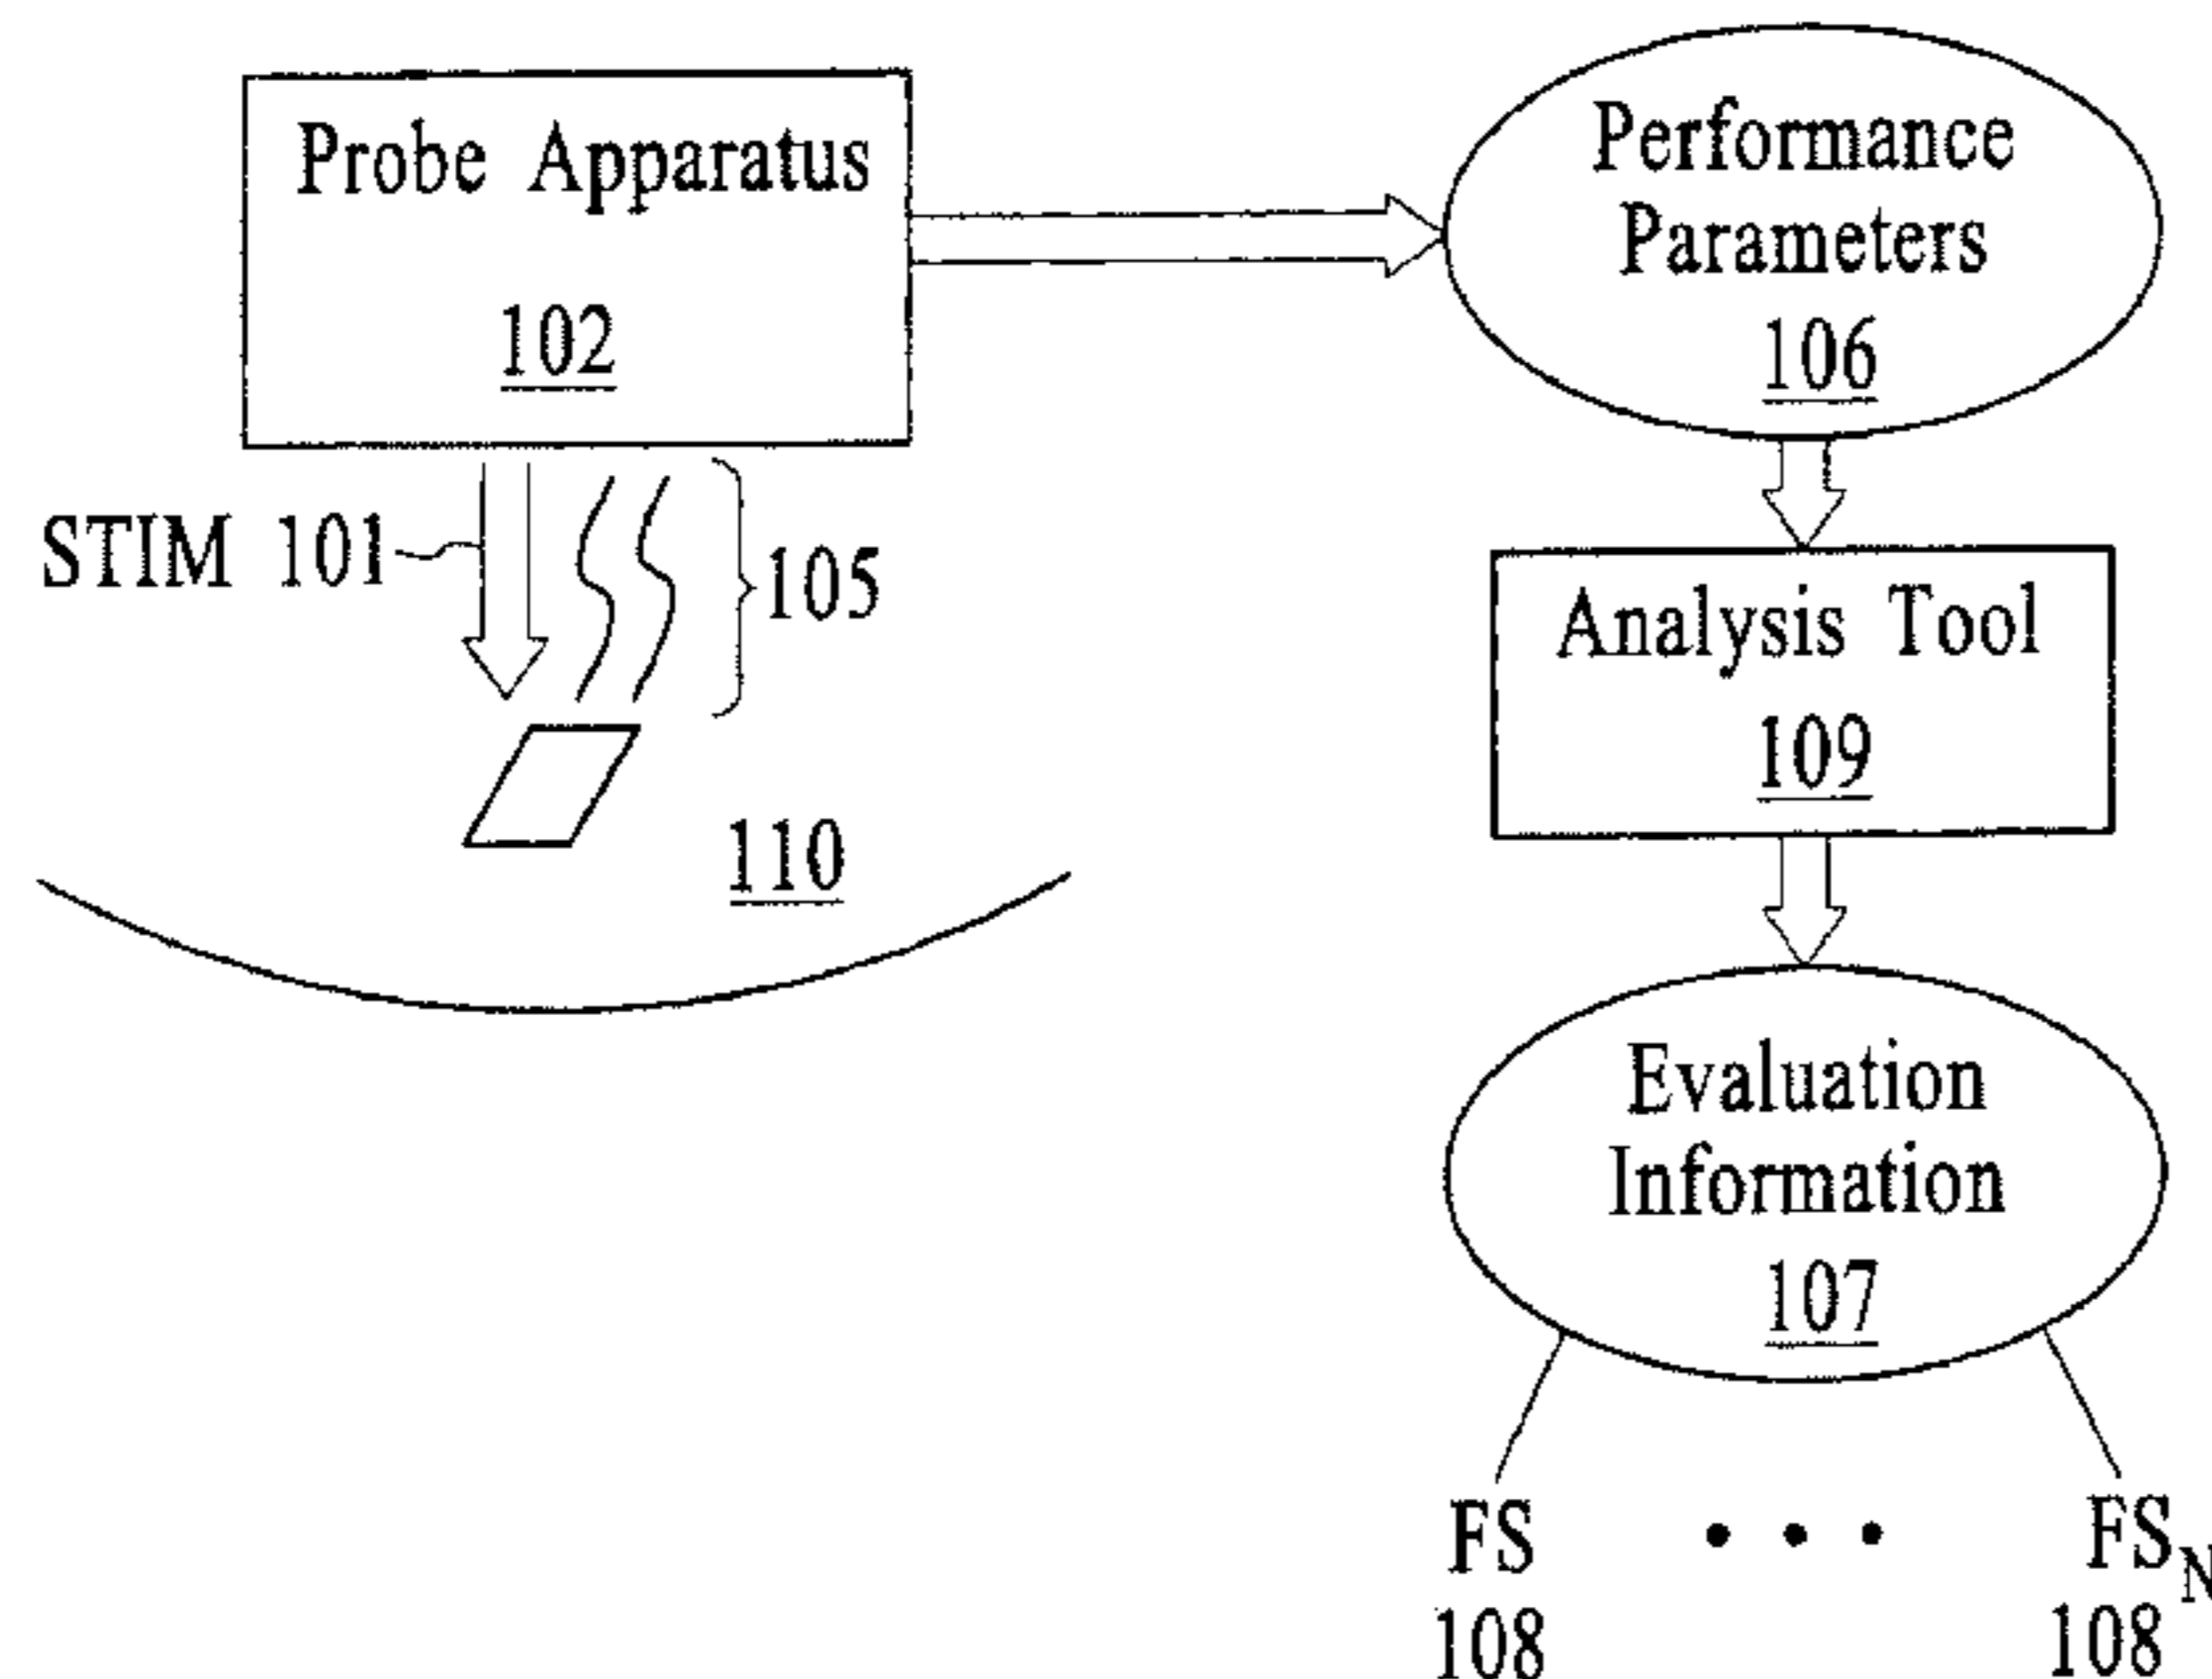 Probe Apparatus
102
STIM 101
105
110
Performance
Parameters
106
Analysis Tool
109
Evaluation
Information
107
FS • • • FS_N
108 108